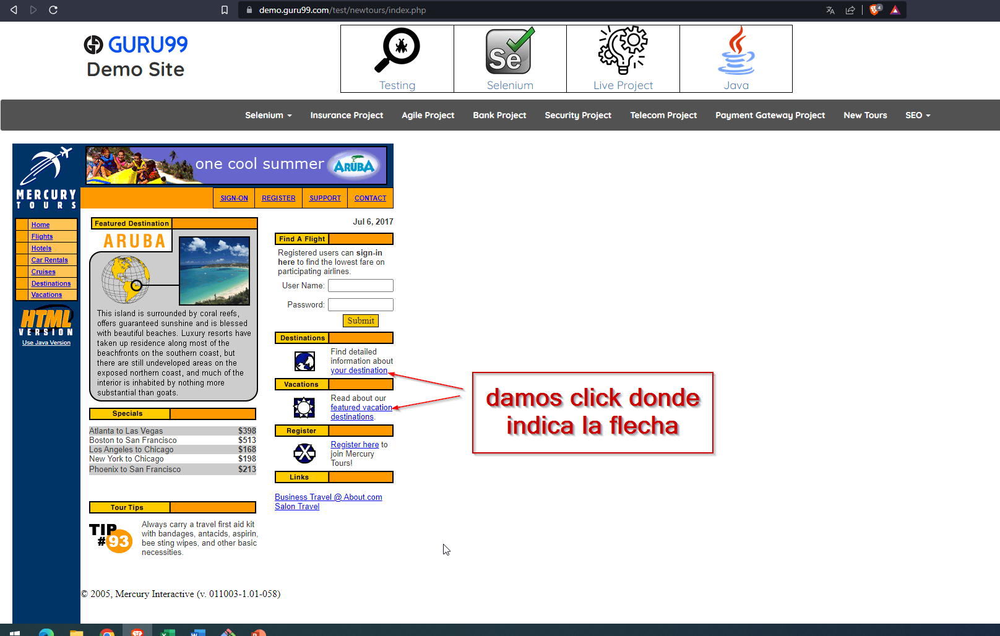 demo.guru99.com/test/newtours/index.php
4
GURU99
Demo Site
Testing
Se
Selenium
Live Project
Java
Selenium
Insurance Project
Agile Project
Bank Project
Security Project
Telecom Project
Payment Gateway Project
New Tours
SEO
MERCURY
TOURS
one cool summer
ARUBA
SIGN-ON
REGISTER
SUPPORT
CONTACT
Home
Flights
Hotels
Car Rentals
Cruises
Destinations
Vacations
HTML
VERSION
Use Java Version
Featured Destination
ARUBA
This island is surrounded by coral reefs,
offers guaranteed sunshine and is blessed
with beautiful beaches. Luxury resorts have
taken up residence along most of the
beachfronts on the southern coast, but
there are still undeveloped areas on the
exposed northern coast, and much of the
interior is inhabited by nothing more
substantial than goats.
Specials
Atlanta to Las Vegas $398
Boston to San Francisco $513
Los Angeles to Chicago $168
New York to Chicago $198
Phoenix to San Francisco $213
Tour Tips
TIP
#93
Always carry a travel first aid kit
with bandages, antacids, aspirin,
bee sting wipes, and other basic
necessities.
Jul 6, 2017
Find A Flight
Registered users can sign-in
here to find the lowest fare on
participating airlines.
User Name:
Password:
Submit
Destinations
Find detailed
information about
your destination.
Vacations
Read about our
featured vacation
destinations.
Register
Register here to
join Mercury
Tours!
Links
Business Travel @ About.com
Salon Travel
damos click donde
indica la flecha
© 2005, Mercury Interactive (v. 011003-1.01-058)